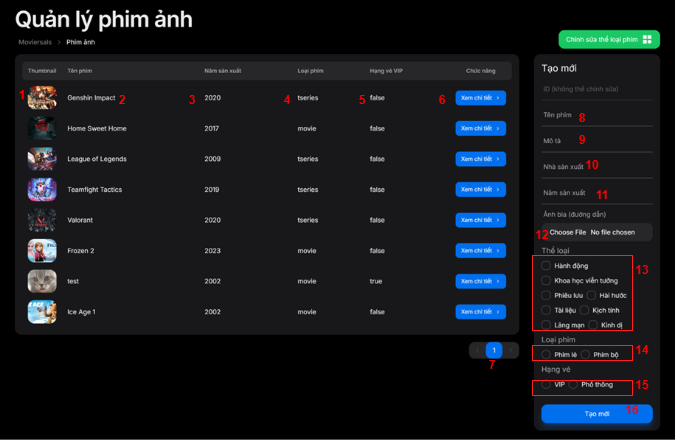 Quản lý phim ảnh
Moviersals > Phim ảnh
Chỉnh sửa thể loại phim
Thumbnail Tên phim Năm sản xuất Loại phim Hạng vé VIP Chức năng
1 Genshin Impact 2 3 2020 4 tseries 5 false 6 Xem chi tiết >
Home Sweet Home 2017 movie false Xem chi tiết >
League of Legends 2009 tseries false Xem chi tiết >
Teamfight Tactics 2019 tseries false Xem chi tiết >
Valorant 2020 tseries false Xem chi tiết >
Frozen 2 2023 movie false Xem chi tiết >
test 2002 movie true Xem chi tiết >
Ice Age 1 2002 movie false Xem chi tiết >
< 1 >
7
Tạo mới
ID (không thể chỉnh sửa)
Tên phim 8
Mô tả 9
Nhà sản xuất 10
Năm sản xuất 11
Ảnh bìa (đường dẫn)
12 Choose File No file chosen
Thể loại
13
Hành động
Khoa học viễn tưởng
Phiêu lưu Hài hước
Tài liệu Kịch tính
Lãng mạn Kinh dị
Loại phim
Phim lẻ Phim bộ 14
Hạng vé
VIP Phổ thông 15
Tạo mới 16